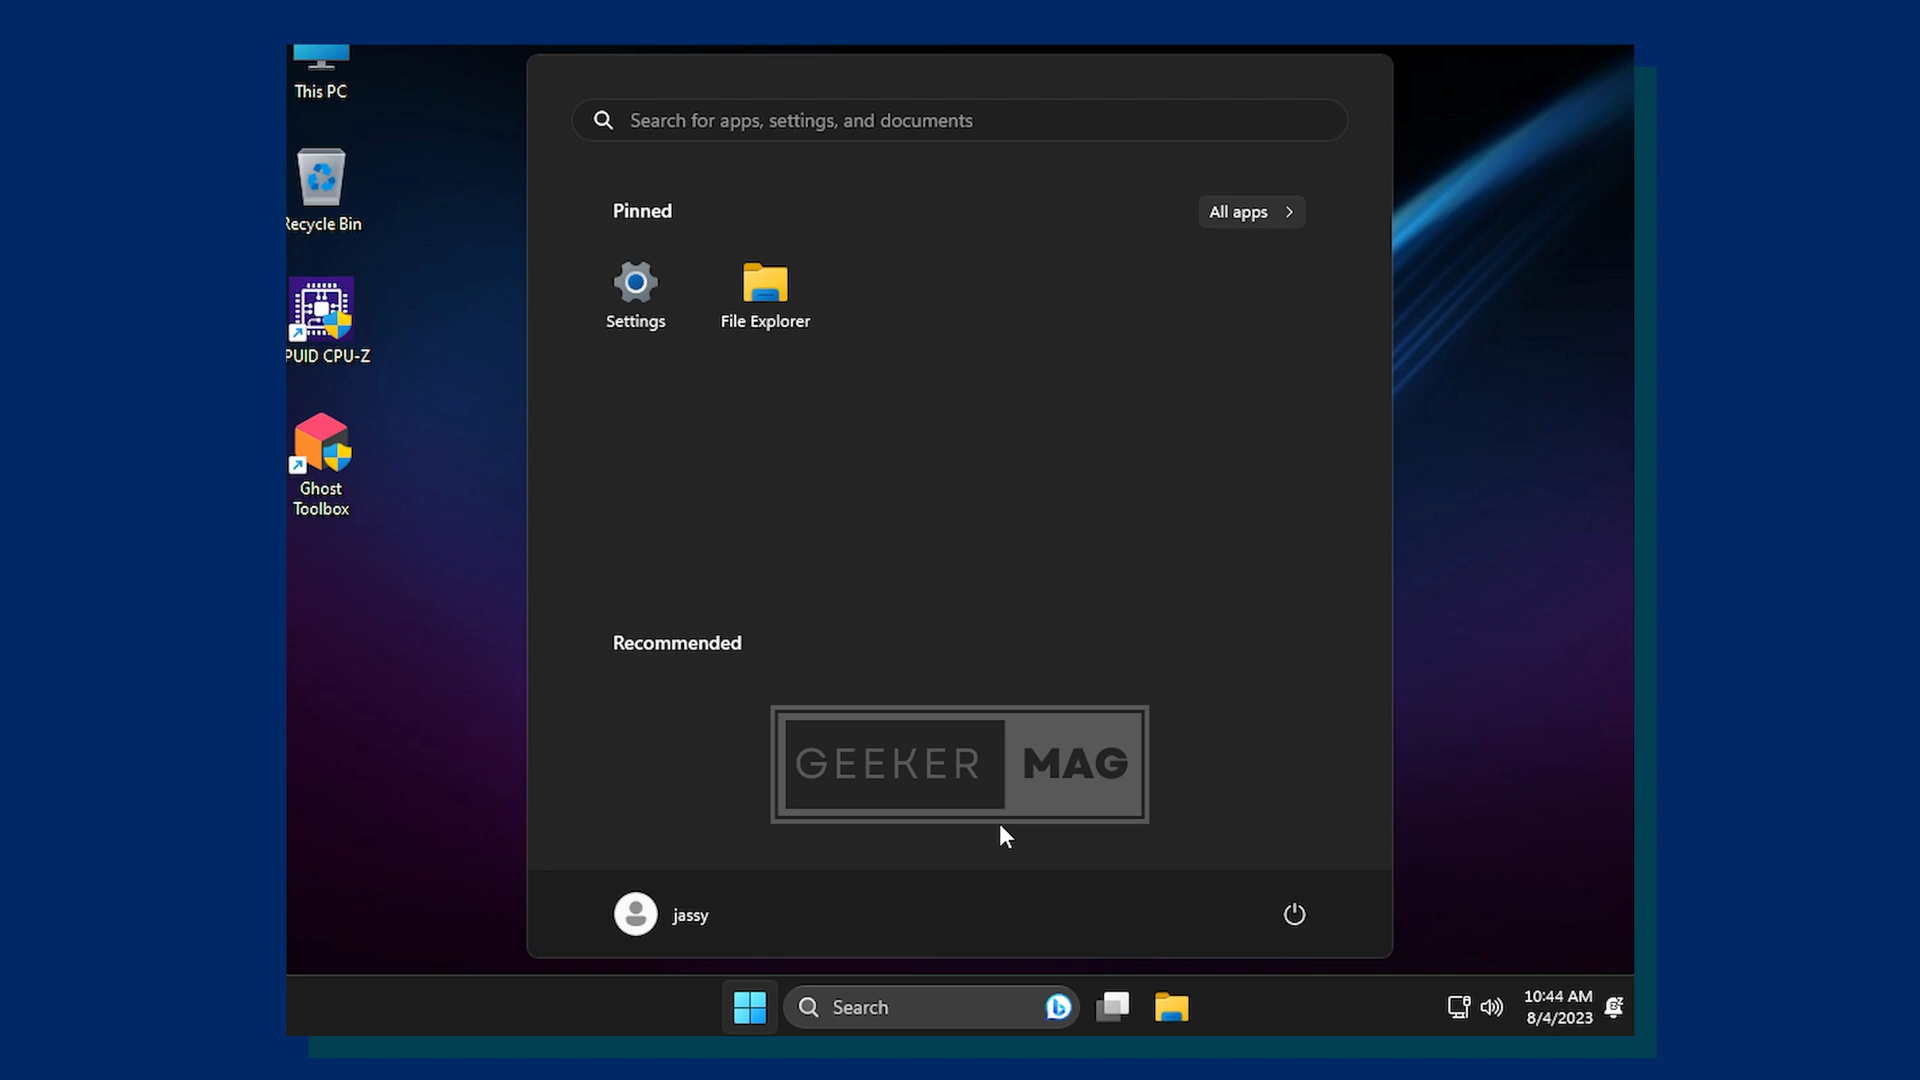 This PC
Recycle Bin
PUID CPU-Z
Ghost
Toolbox
Search for apps, settings, and documents
Pinned
All apps
Settings
File Explorer
Recommended
GEEKER MAG
jassy
Search
10:44 AM
8/4/2023